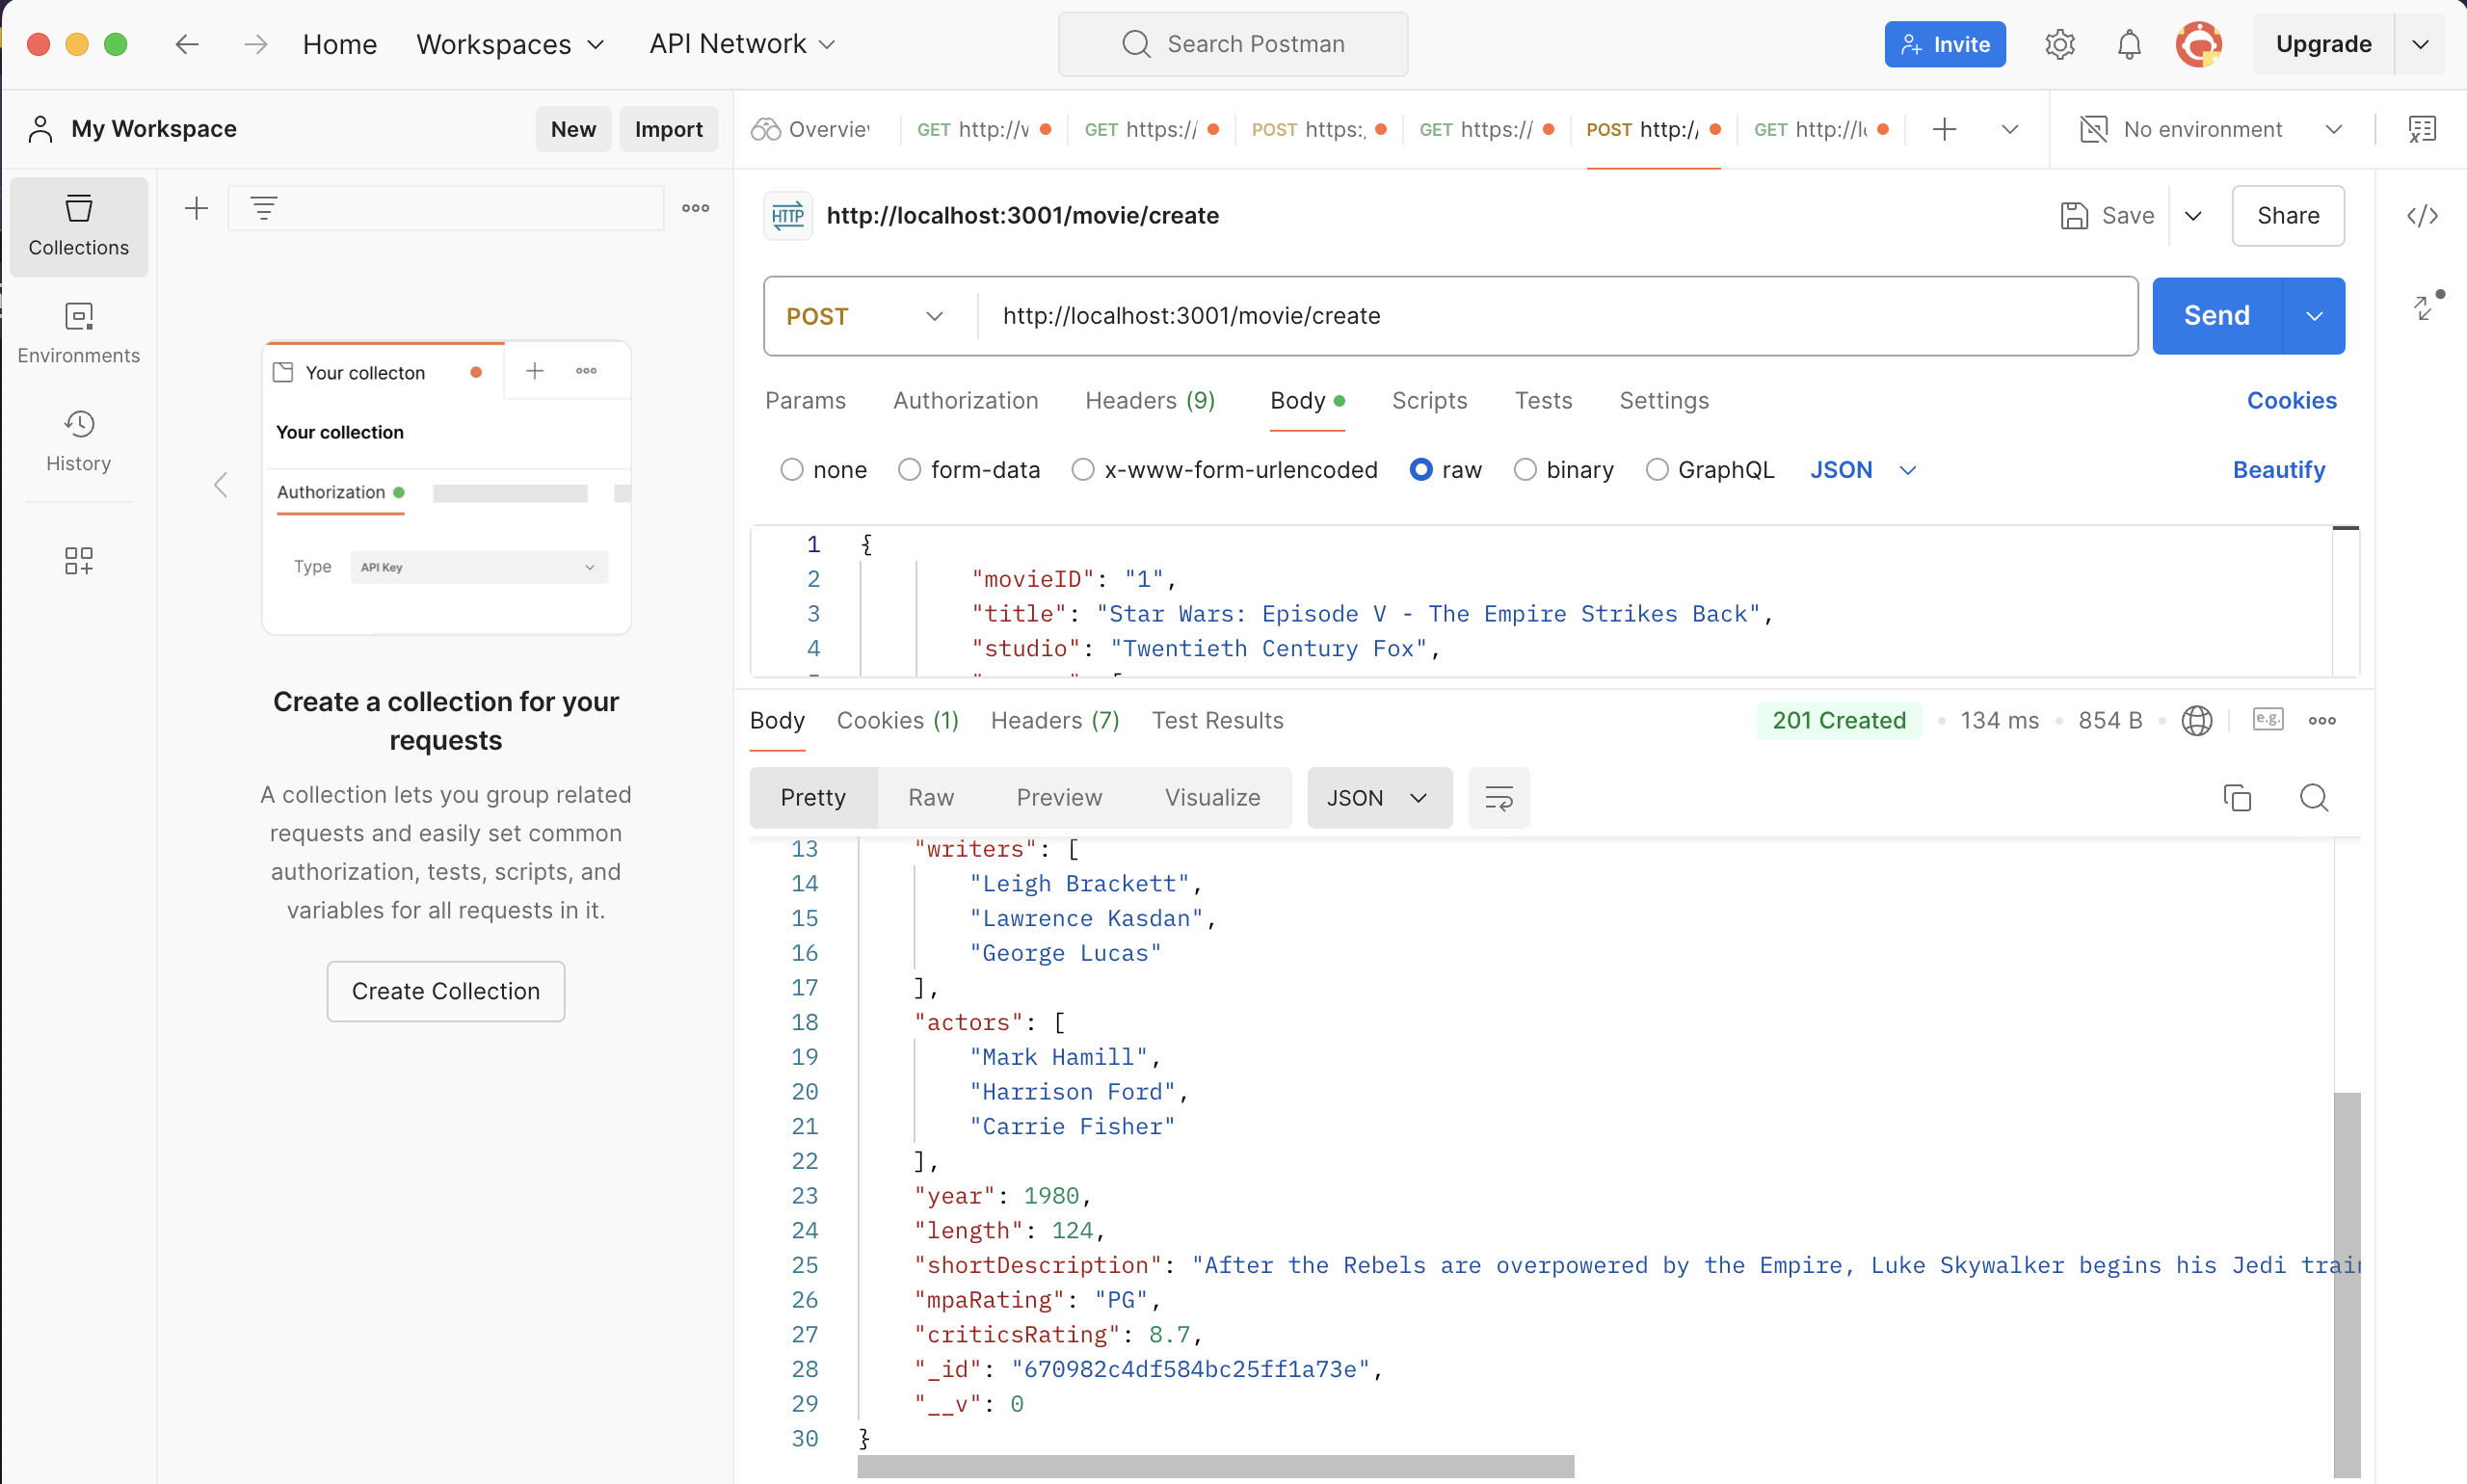 Home Workspaces API Network Search Postman Invite Upgrade
My Workspace New Import
Overview GET http://v GET https:// POST https: GET https:// POST http:/ GET http://l No environment
Collections
Environments
History
Your collecton
Your collection
Authorization
Type API Key
Create a collection for your
requests
A collection lets you group related
requests and easily set common
authorization, tests, scripts, and
variables for all requests in it.
Create Collection
HTTP http://localhost:3001/movie/create Save Share
POST http://localhost:3001/movie/create Send
Params Authorization Headers (9) Body Scripts Tests Settings Cookies
none form-data x-www-form-urlencoded raw binary GraphQL JSON Beautify
1 {
2 "movieID": "1",
3 "title": "Star Wars: Episode V - The Empire Strikes Back",
4 "studio": "Twentieth Century Fox",
Body Cookies (1) Headers (7) Test Results 201 Created 134 ms 854 B e.g.
Pretty Raw Preview Visualize JSON
13 "writers": [
14 "Leigh Brackett",
15 "Lawrence Kasdan",
16 "George Lucas"
17 ],
18 "actors": [
19 "Mark Hamill",
20 "Harrison Ford",
21 "Carrie Fisher"
22 ],
23 "year": 1980,
24 "length": 124,
25 "shortDescription": "After the Rebels are overpowered by the Empire, Luke Skywalker begins his Jedi train
26 "mpaRating": "PG",
27 "criticsRating": 8.7,
28 "_id": "670982c4df584bc25ff1a73e",
29 "__v": 0
30 }